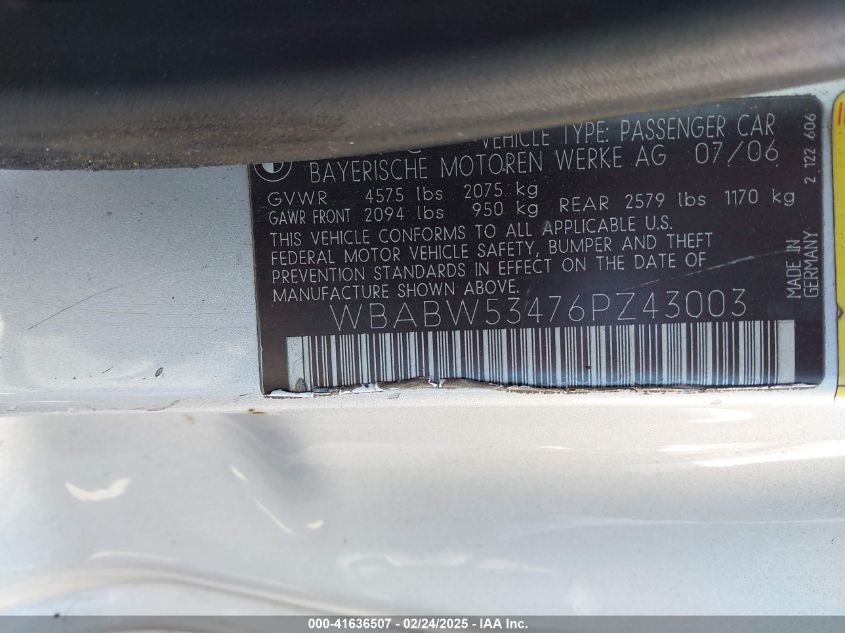 VEHICLE TYPE: PASSENGER CAR
BAYERISCHE MOTOREN WERKE AG 07/06
GVWR 4575 lbs 2075 kg
GAWR FRONT 2094 lbs 950 kg REAR 2579 lbs 1170 kg
THIS VEHICLE CONFORMS TO ALL APPLICABLE U.S.
FEDERAL MOTOR VEHICLE SAFETY, BUMPER AND THEFT
PREVENTION STANDARDS IN EFFECT ON THE DATE OF
MANUFACTURE SHOWN ABOVE.
WBABW53476PZ43003
MADE IN
GERMANY
2 122 606
000-41636507 - 02/24/2025 - IAA Inc.